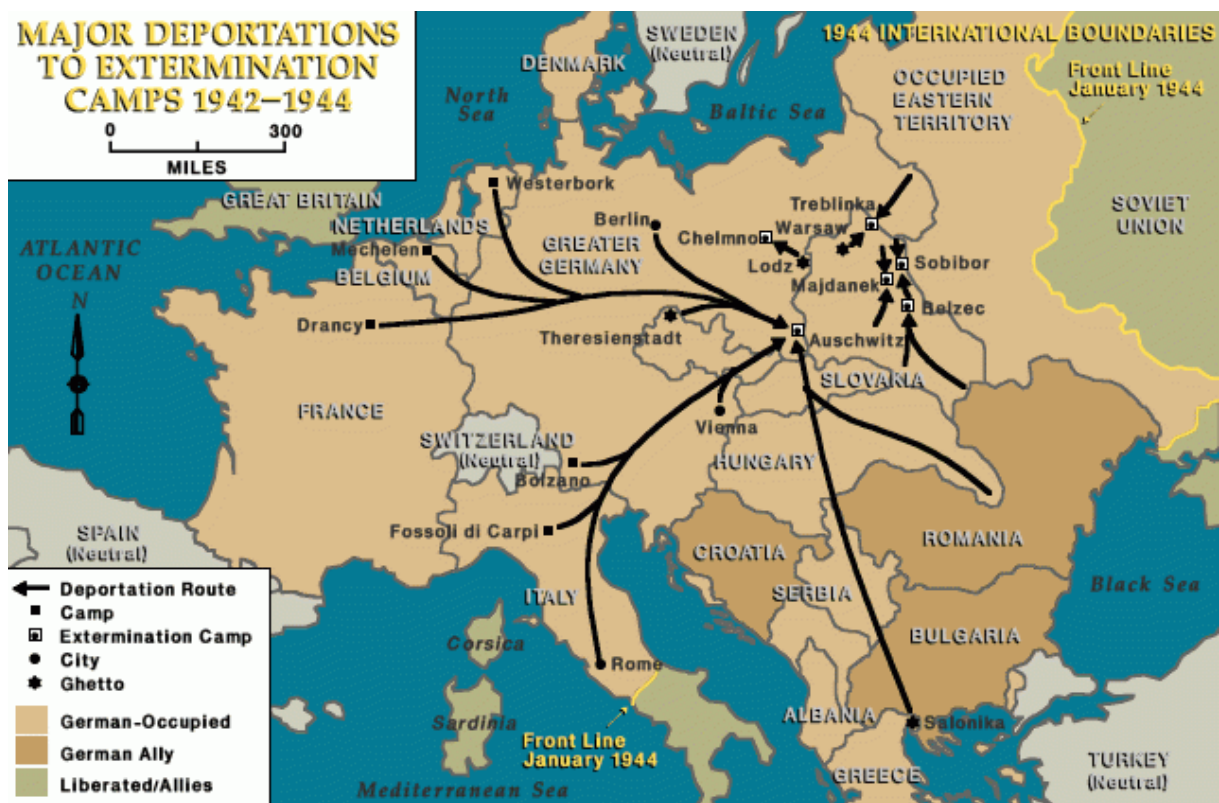 MAJOR DEPORTATIONS
TO EXTERMINATION
CAMPS 1942–1944
0 300
MILES
1944 INTERNATIONAL BOUNDARIES
SWEDEN
(Neutral)
DENMARK
North
Sea
Baltic Sea
OCCUPIED
EASTERN
TERRITORY
Front Line
January 1944
GREAT BRITAIN
NETHERLANDS
Westerbork
Berlin
Treblinka
Warsaw
Chelmno
Lodz
SOVIET
UNION
ATLANTIC
OCEAN
N
Mechelen
BELGIUM
GREATER
GERMANY
Sobibor
Majdanek
Belzec
Drancy
Theresienstadt
Auschwitz
SLOVAKIA
FRANCE
SWITZERLAND
(Neutral)
Vienna
HUNGARY
Bolzano
Fossoli di Carpi
SPAIN
(Neutral)
CROATIA
ROMANIA
SERBIA
Black Sea
ITALY
BULGARIA
Corsica
Rome
Sardinia
ALBANIA
Salonika
Front Line
January 1944
GREECE
TURKEY
(Neutral)
Mediterranean Sea
Deportation Route
Camp
Extermination Camp
City
Ghetto
German-Occupied
German Ally
Liberated/Allies